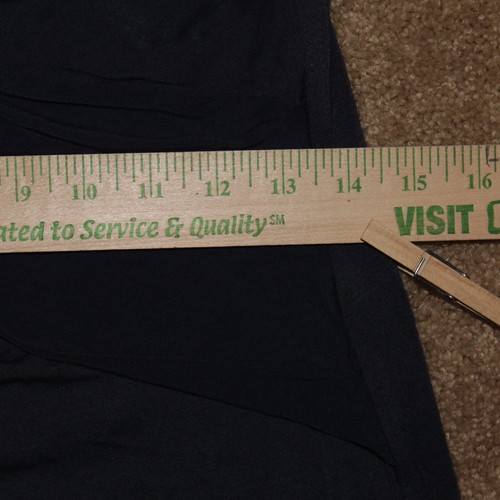 9 10 11 12 13 14 15 16
ated to Service & Quality℠ VISIT